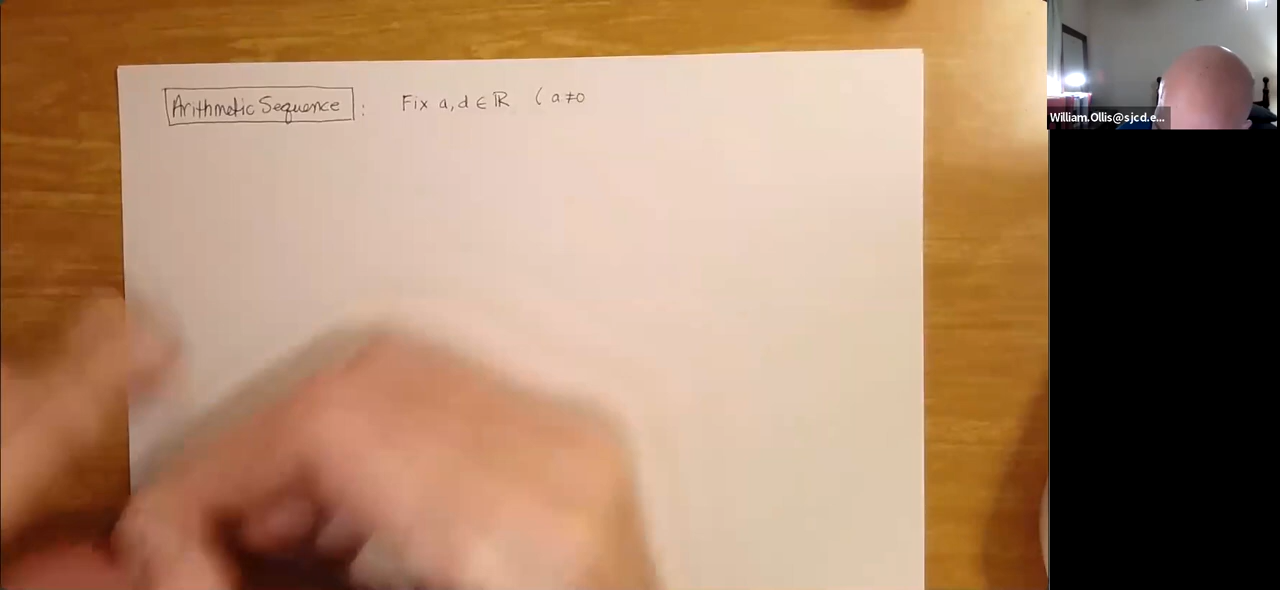 Arithmetic Sequence : Fix a, d ∈ ℝ ( a ≠ 0
William.Ollis@sjcd.e...